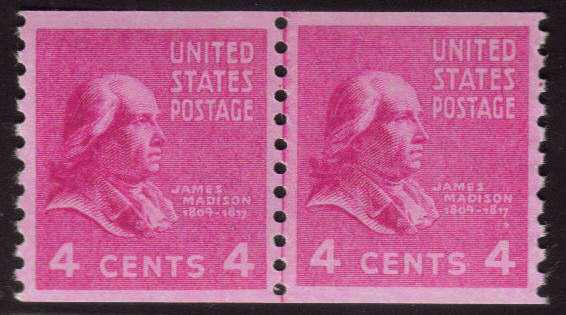 UNITED
STATES
POSTAGE
JAMES
MADISON
1809-1817
4 CENTS 4
UNITED
STATES
POSTAGE
JAMES
MADISON
1809-1817
4 CENTS 4